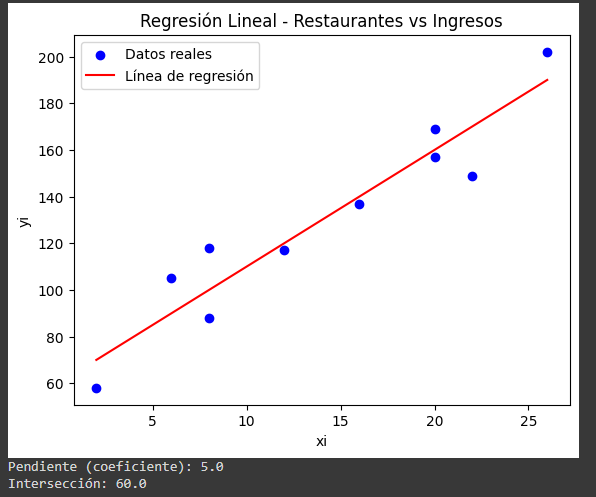 Regresión Lineal - Restaurantes vs Ingresos
Datos reales
Línea de regresión
200
180
160
140
120
100
80
60
yi
5
10
15
20
25
xi
Pendiente (coeficiente): 5.0
Intersección: 60.0